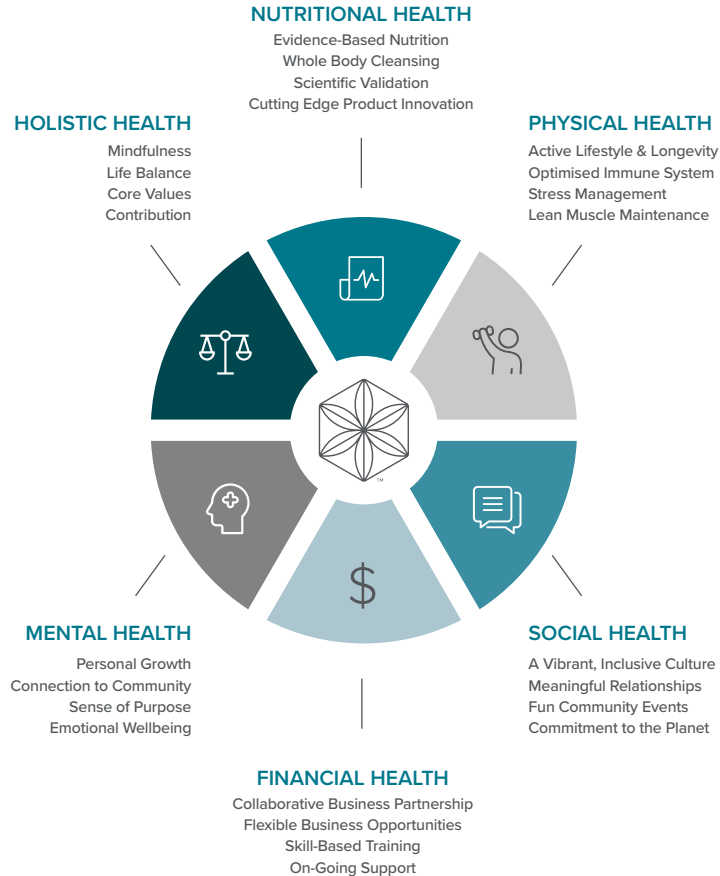 NUTRITIONAL HEALTH
Evidence-Based Nutrition
Whole Body Cleansing
Scientific Validation
Cutting Edge Product Innovation
HOLISTIC HEALTH
Mindfulness
Life Balance
Core Values
Contribution
PHYSICAL HEALTH
Active Lifestyle & Longevity
Optimised Immune System
Stress Management
Lean Muscle Maintenance
TM
$
MENTAL HEALTH
Personal Growth
Connection to Community
Sense of Purpose
Emotional Wellbeing
SOCIAL HEALTH
A Vibrant, Inclusive Culture
Meaningful Relationships
Fun Community Events
Commitment to the Planet
FINANCIAL HEALTH
Collaborative Business Partnership
Flexible Business Opportunities
Skill-Based Training
On-Going Support